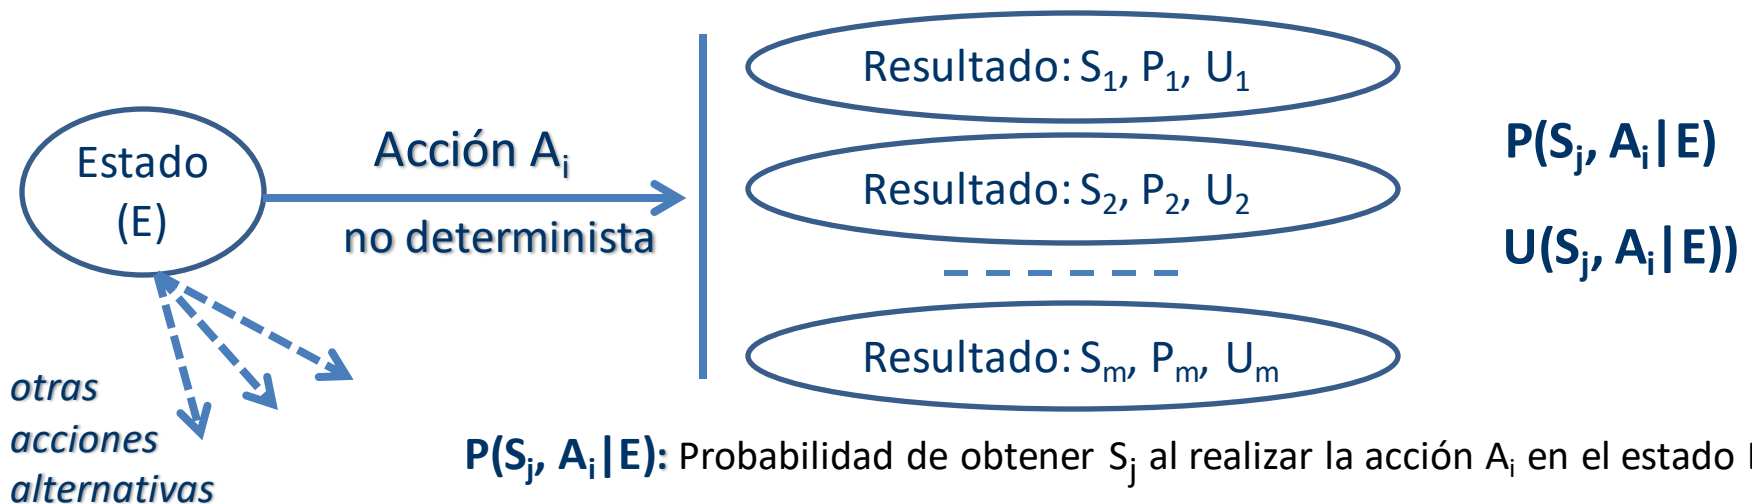 Estado
(E)
Acción Aᵢ
no determinista
otras
acciones
alternativas
Resultado: S₁, P₁, U₁
Resultado: S₂, P₂, U₂
Resultado: Sₘ, Pₘ, Uₘ
P(Sⱼ, Aᵢ|E)
U(Sⱼ, Aᵢ|E))
P(Sⱼ, Aᵢ|E): Probabilidad de obtener Sⱼ al realizar la acción Aᵢ en el estado